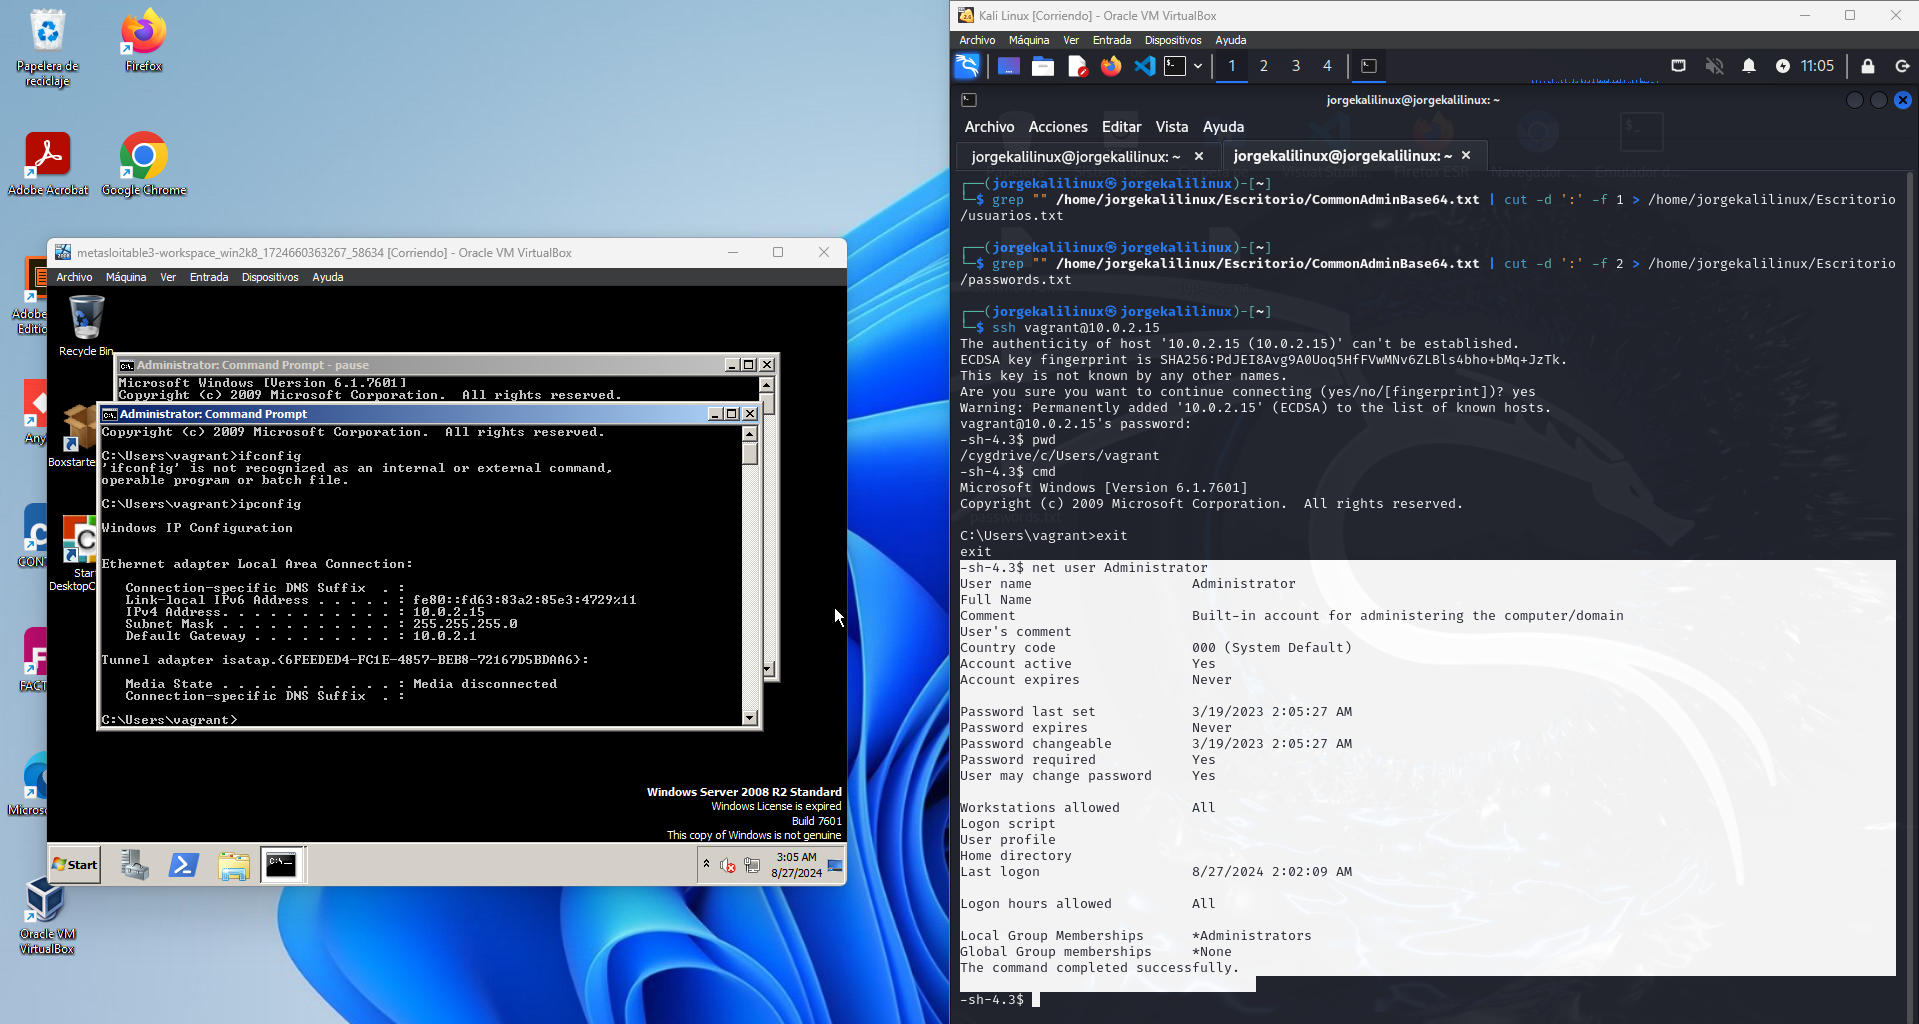 Papelera de
reciclaje
Firefox
Adobe Acrobat
Google Chrome
Adobe
Editio
Any
CON
FACT
Micros
Oracle VM
VirtualBox
metasloitable3-workspace_win2k8_1724660363267_58634 [Corriendo] - Oracle VM VirtualBox
Archivo Máquina Ver Entrada Dispositivos Ayuda
Recycle Bin
Boxstarte
Start
DesktopC
Administrator: Command Prompt - pause
Microsoft Windows [Version 6.1.7601]
Copyright (c) 2009 Microsoft Corporation.  All rights reserved.
Administrator: Command Prompt
Copyright (c) 2009 Microsoft Corporation.  All rights reserved.
C:\Users\vagrant>ifconfig
'ifconfig' is not recognized as an internal or external command,
operable program or batch file.
C:\Users\vagrant>ipconfig
Windows IP Configuration
Ethernet adapter Local Area Connection:
Connection-specific DNS Suffix  . :
Link-local IPv6 Address . . . . . : fe80::fd63:83a2:85e3:4729%11
IPv4 Address. . . . . . . . . . . : 10.0.2.15
Subnet Mask . . . . . . . . . . . : 255.255.255.0
Default Gateway . . . . . . . . . : 10.0.2.1
Tunnel adapter isatap.{6FEEDED4-FC1E-4857-BEB8-72167D5BDAA6}:
Media State . . . . . . . . . . . : Media disconnected
Connection-specific DNS Suffix  . :
C:\Users\vagrant>
Windows Server 2008 R2 Standard
Windows License is expired
Build 7601
This copy of Windows is not genuine
Start
3:05 AM
8/27/2024
Kali Linux [Corriendo] - Oracle VM VirtualBox
Archivo Máquina Ver Entrada Dispositivos Ayuda
1 2 3 4
11:05
jorgekalilinux@jorgekalilinux: ~
Archivo Acciones Editar Vista Ayuda
jorgekalilinux@jorgekalilinux: ~ ×
jorgekalilinux@jorgekalilinux: ~ ×
┌──(jorgekalilinux㉿jorgekalilinux)-[~]
└─$ grep "" /home/jorgekalilinux/Escritorio/CommonAdminBase64.txt | cut -d ':' -f 1 > /home/jorgekalilinux/Escritorio
/usuarios.txt
┌──(jorgekalilinux㉿jorgekalilinux)-[~]
└─$ grep "" /home/jorgekalilinux/Escritorio/CommonAdminBase64.txt | cut -d ':' -f 2 > /home/jorgekalilinux/Escritorio
/passwords.txt
┌──(jorgekalilinux㉿jorgekalilinux)-[~]
└─$ ssh vagrant@10.0.2.15
The authenticity of host '10.0.2.15 (10.0.2.15)' can't be established.
ECDSA key fingerprint is SHA256:PdJEI8Avg9A0Uoq5HfFVwMNv6ZLBls4bho+bMq+JzTk.
This key is not known by any other names.
Are you sure you want to continue connecting (yes/no/[fingerprint])? yes
Warning: Permanently added '10.0.2.15' (ECDSA) to the list of known hosts.
vagrant@10.0.2.15's password:
-sh-4.3$ pwd
/cygdrive/c/Users/vagrant
-sh-4.3$ cmd
Microsoft Windows [Version 6.1.7601]
Copyright (c) 2009 Microsoft Corporation.  All rights reserved.
C:\Users\vagrant>exit
exit
-sh-4.3$ net user Administrator
User name                    Administrator
Full Name
Comment                      Built-in account for administering the computer/domain
User's comment
Country code                 000 (System Default)
Account active               Yes
Account expires              Never
Password last set            3/19/2023 2:05:27 AM
Password expires             Never
Password changeable          3/19/2023 2:05:27 AM
Password required            Yes
User may change password     Yes
Workstations allowed         All
Logon script
User profile
Home directory
Last logon                   8/27/2024 2:02:09 AM
Logon hours allowed          All
Local Group Memberships      *Administrators
Global Group memberships     *None
The command completed successfully.
-sh-4.3$